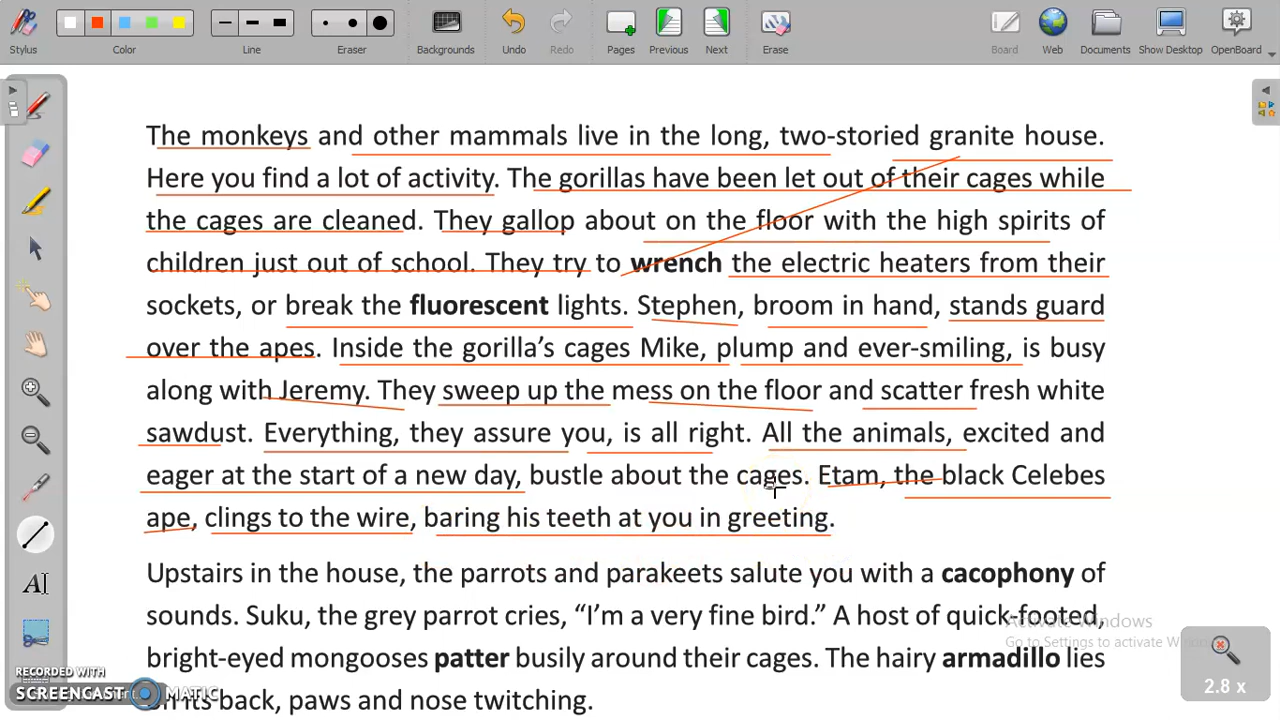 Stylus Color Line Eraser Backgrounds Undo Redo Pages Previous Next Erase Board Web Documents Show Desktop OpenBoard
The monkeys and other mammals live in the long, two-storied granite house.
Here you find a lot of activity. The gorillas have been let out of their cages while
the cages are cleaned. They gallop about on the floor with the high spirits of
children just out of school. They try to wrench the electric heaters from their
sockets, or break the fluorescent lights. Stephen, broom in hand, stands guard
over the apes. Inside the gorilla’s cages Mike, plump and ever-smiling, is busy
along with Jeremy. They sweep up the mess on the floor and scatter fresh white
sawdust. Everything, they assure you, is all right. All the animals, excited and
eager at the start of a new day, bustle about the cages. Etam, the black Celebes
ape, clings to the wire, baring his teeth at you in greeting.
Upstairs in the house, the parrots and parakeets salute you with a cacophony of
sounds. Suku, the grey parrot cries, “I’m a very fine bird.” A host of quick-footed,
Activate Windows
Go to Settings to activate Windows
bright-eyed mongooses patter busily around their cages. The hairy armadillo lies
RECORDED WITH
SCREENCAST MATIC
2.8 x
its back, paws and nose twitching.